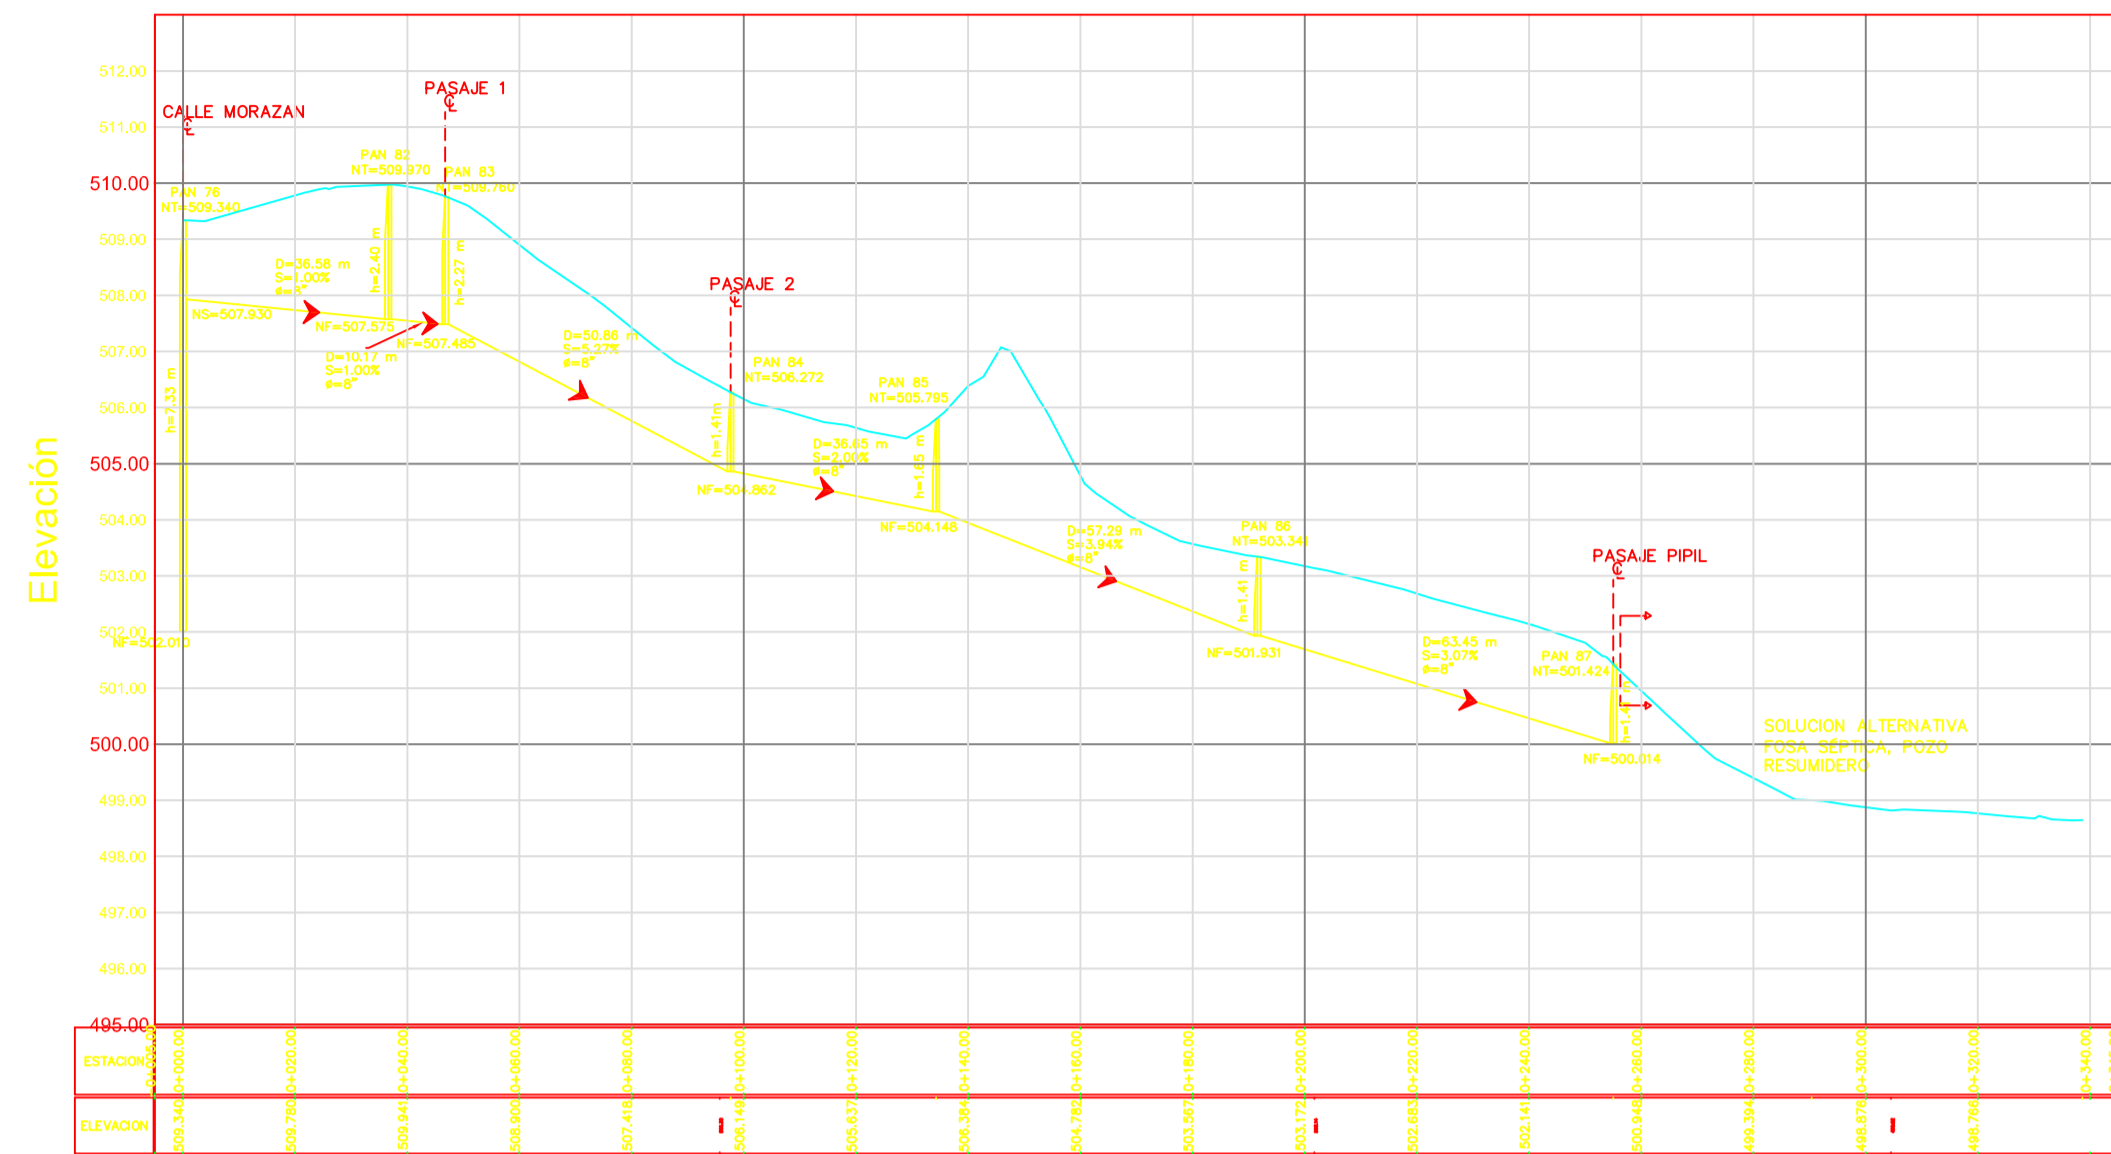 Elevación
512.00
511.00
510.00
509.00
508.00
507.00
506.00
505.00
504.00
503.00
502.00
501.00
500.00
499.00
498.00
497.00
496.00
495.00
CALLE MORAZAN
PAN 76
NT=509.340
NS=507.930
h=7.33 m
NF=502.010
D=36.58 m
S=1.00%
ø=8"
PAN 82
NT=509.970
h=2.40 m
NF=507.575
D=10.17 m
S=1.00%
ø=8"
PASAJE 1
PAN 83
NT=509.760
h=2.27 m
NF=507.485
D=50.86 m
S=5.27%
ø=8"
PASAJE 2
PAN 84
NT=506.272
h=1.41m
NF=504.862
D=36.65 m
S=2.00%
ø=8"
PAN 85
NT=505.795
h=1.65 m
NF=504.148
D=57.29 m
S=3.94%
ø=8"
PAN 86
NT=503.341
h=1.41 m
NF=501.931
D=63.45 m
S=3.07%
ø=8"
PASAJE PIPIL
PAN 87
NT=501.424
NF=500.014
SOLUCION ALTERNATIVA
FOSA SÉPTICA, POZO
RESUMIDERO
ESTACION
0+000.00
0+020.00
0+040.00
0+060.00
0+080.00
0+100.00
0+120.00
0+140.00
0+160.00
0+180.00
0+200.00
0+220.00
0+240.00
0+260.00
0+280.00
0+300.00
0+320.00
0+340.00
ELEVACION
509.340
509.780
509.941
508.900
507.418
506.149
505.637
506.384
504.782
503.567
503.172
502.683
502.141
500.948
499.394
498.876
498.766